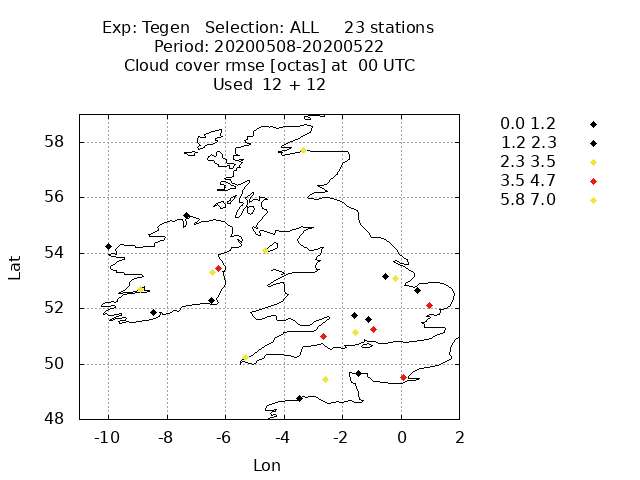 Exp: Tegen   Selection: ALL     23 stations
Period: 20200508-20200522
Cloud cover rmse [octas] at  00 UTC
Used  12 + 12
0.0 1.2
1.2 2.3
2.3 3.5
3.5 4.7
5.8 7.0
58
56
54
52
50
48
Lat
-10 -8 -6 -4 -2 0 2
Lon